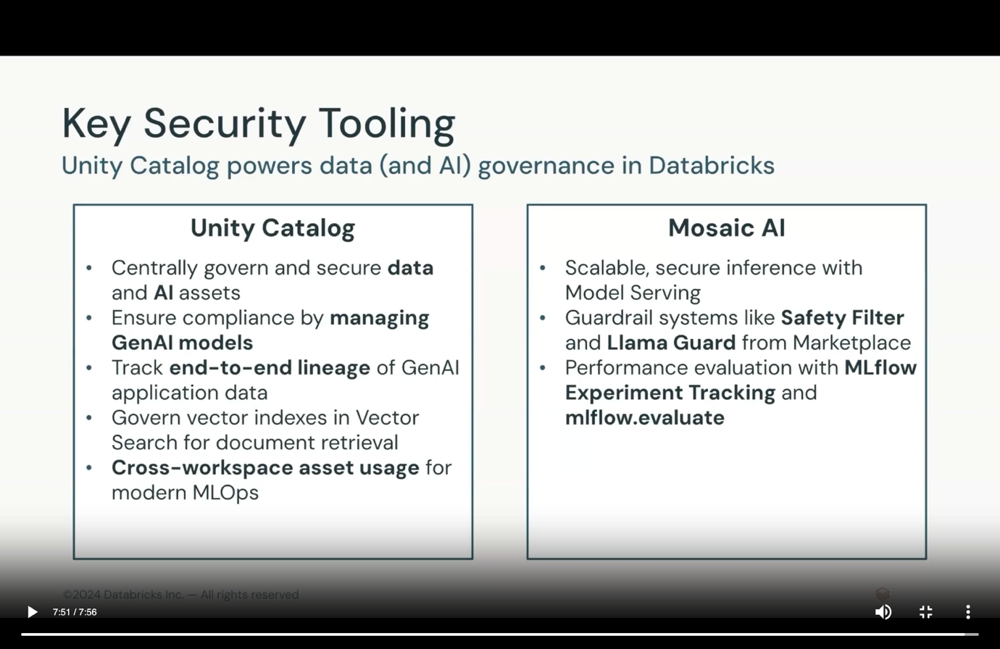 Key Security Tooling
Unity Catalog powers data (and AI) governance in Databricks
Unity Catalog
• Centrally govern and secure data
and AI assets
• Ensure compliance by managing
GenAI models
• Track end-to-end lineage of GenAI
application data
• Govern vector indexes in Vector
Search for document retrieval
• Cross-workspace asset usage for
modern MLOps
Mosaic AI
• Scalable, secure inference with
Model Serving
• Guardrail systems like Safety Filter
and Llama Guard from Marketplace
• Performance evaluation with MLflow
Experiment Tracking and
mlflow.evaluate
©2024 Databricks Inc. — All rights reserved
7:51 / 7:56